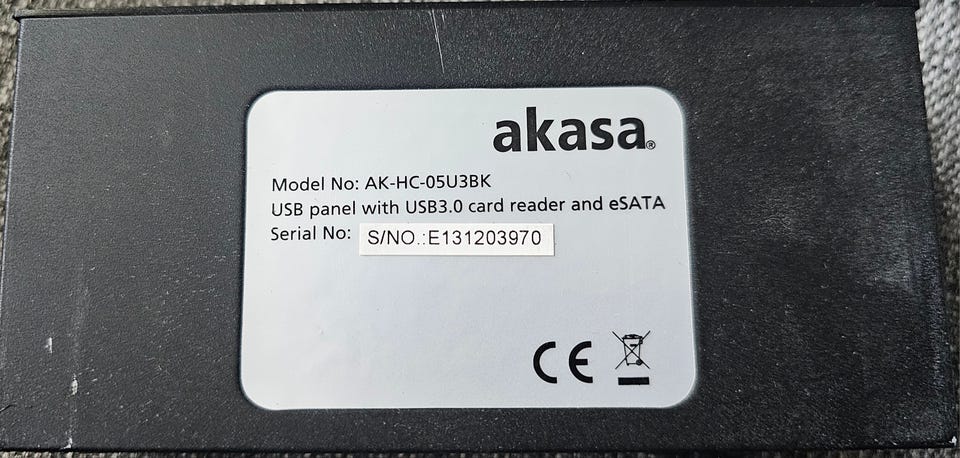 akasa®
Model No: AK-HC-05U3BK
USB panel with USB3.0 card reader and eSATA
Serial No: S/NO.:E131203970
CE